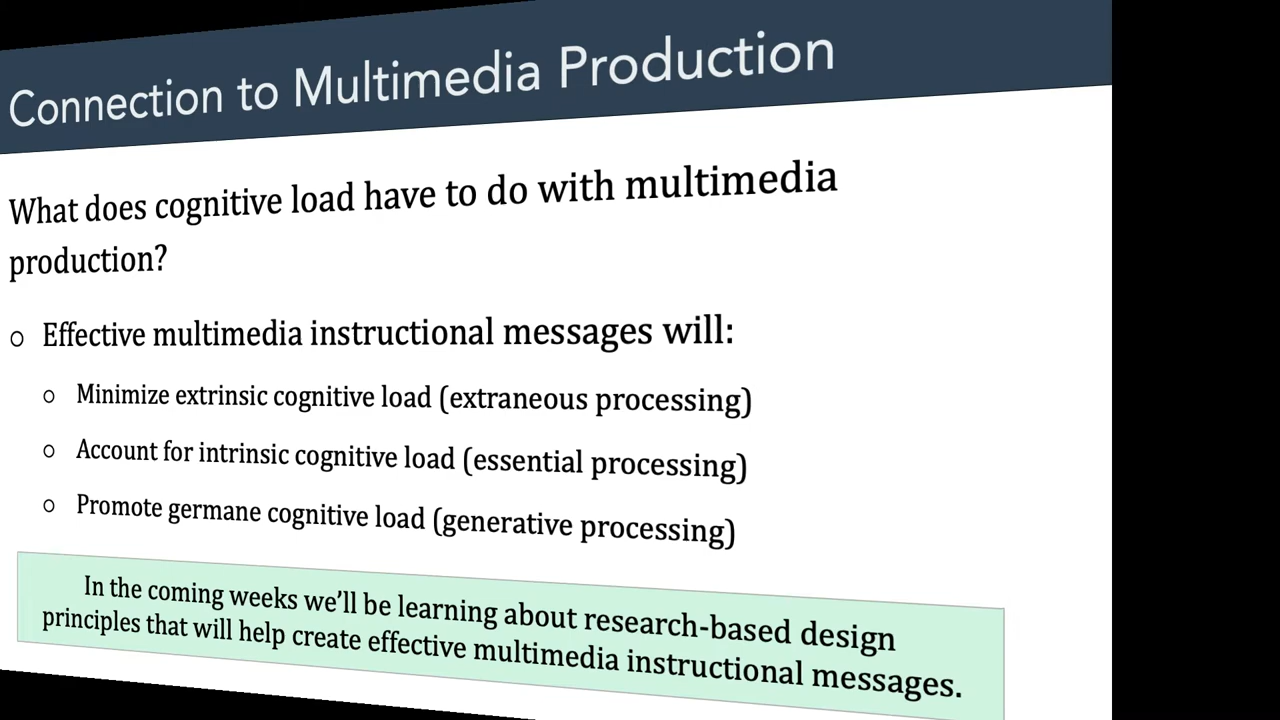 Connection to Multimedia Production
What does cognitive load have to do with multimedia
production?
o Effective multimedia instructional messages will:
o Minimize extrinsic cognitive load (extraneous processing)
o Account for intrinsic cognitive load (essential processing)
o Promote germane cognitive load (generative processing)
In the coming weeks we'll be learning about research-based design
principles that will help create effective multimedia instructional messages.